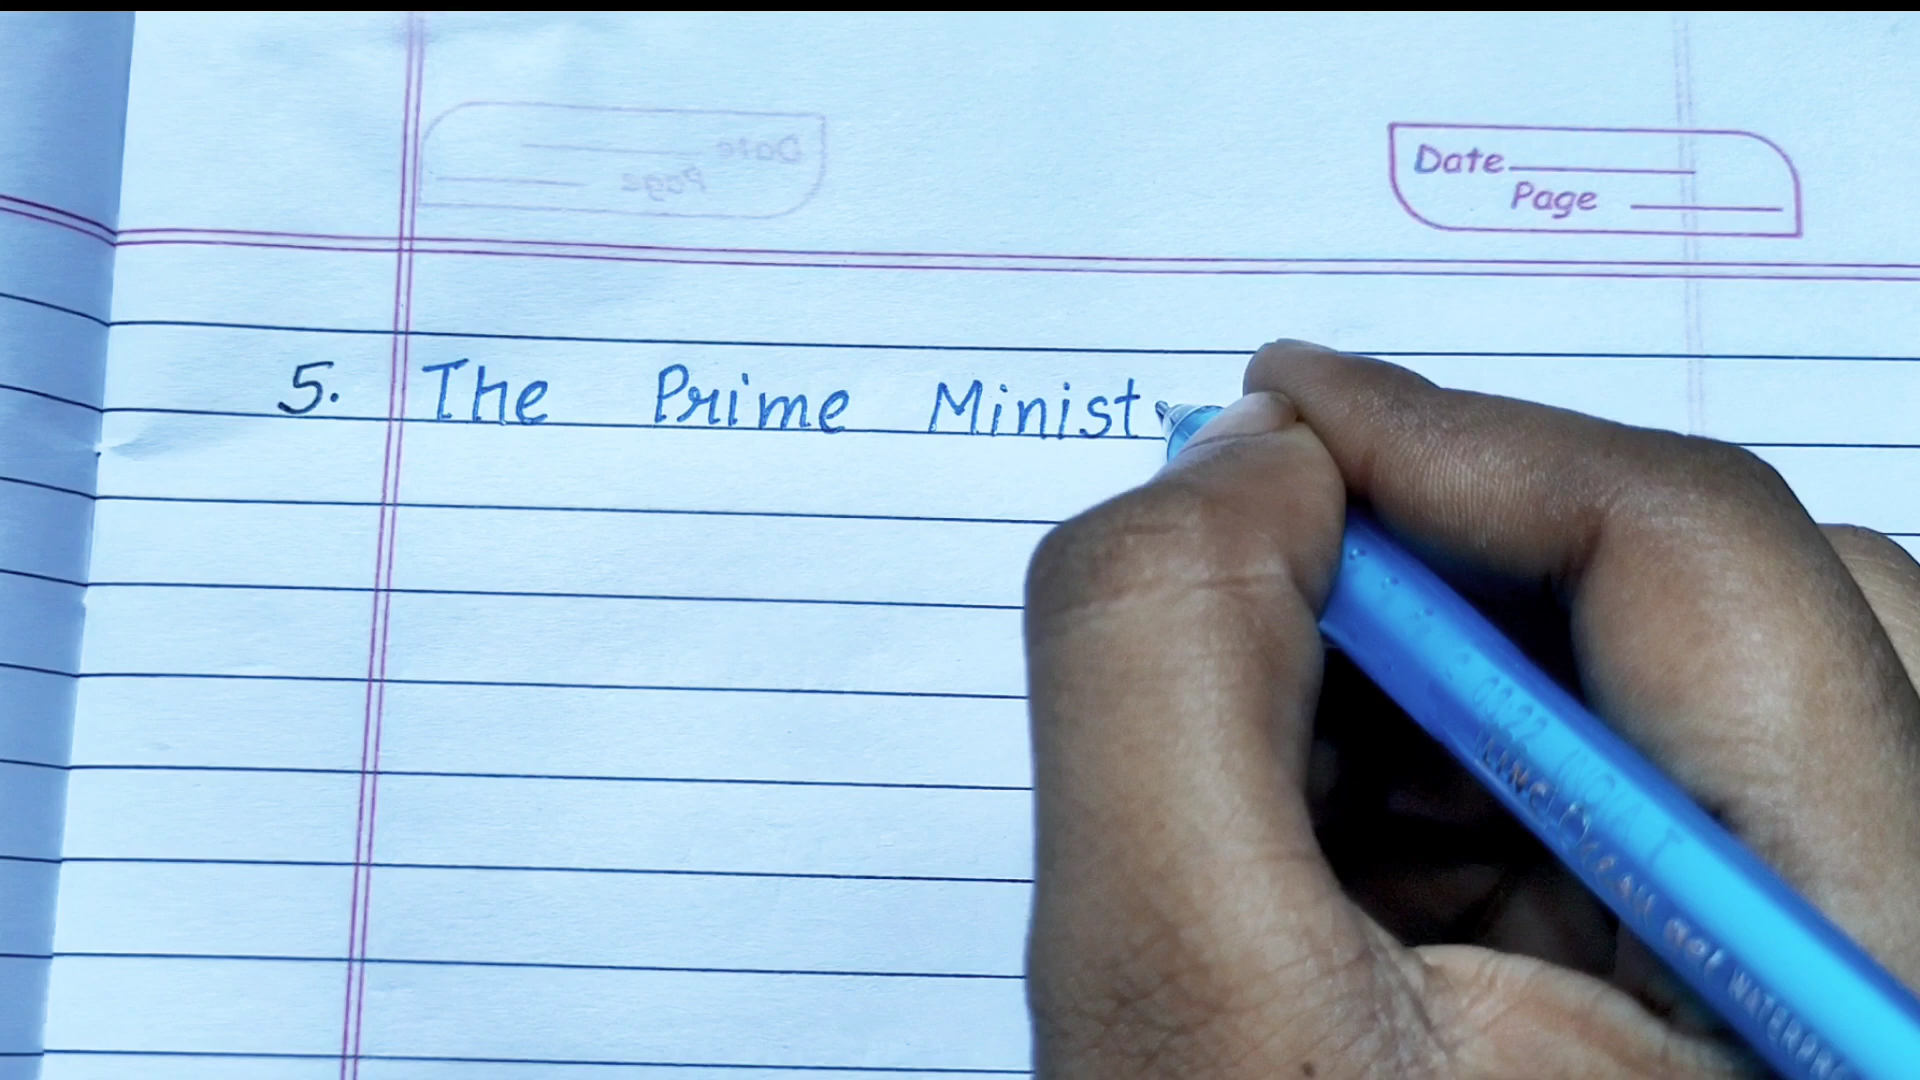 Date
Page
5. The Prime Minist